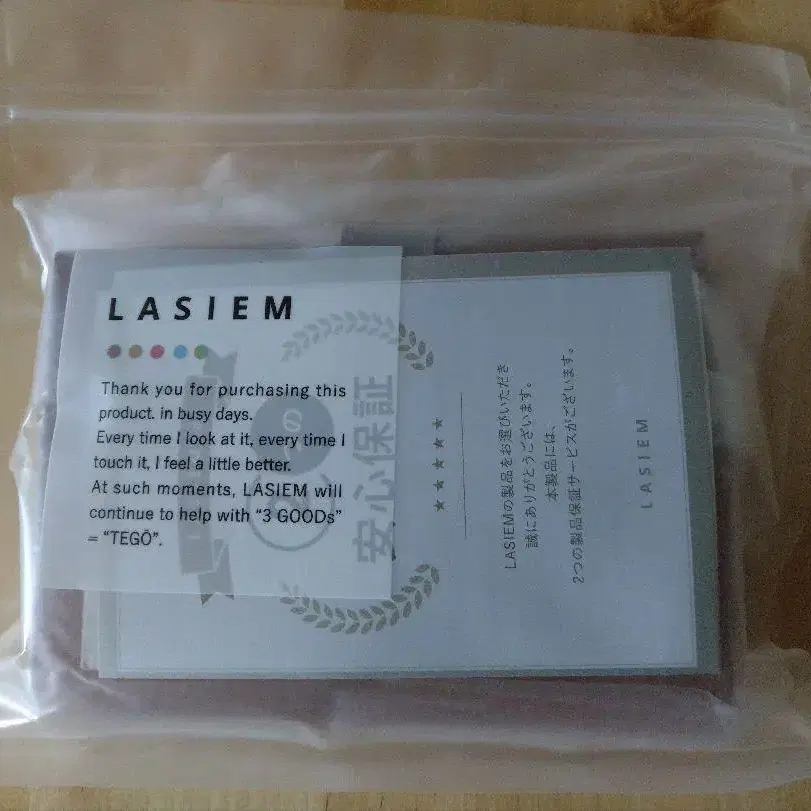 LASIEM
Thank you for purchasing this
product. in busy days.
Every time I look at it, every time I
touch it, I feel a little better.
At such moments, LASIEM will
continue to help with “3 GOODs”
= “TEGŌ”.
の
安心保証
★★★★★
LASIEMの製品をお選びいただき
誠にありがとうございます。
本製品には、
2つの製品保証サービスがございます。
LASIEM